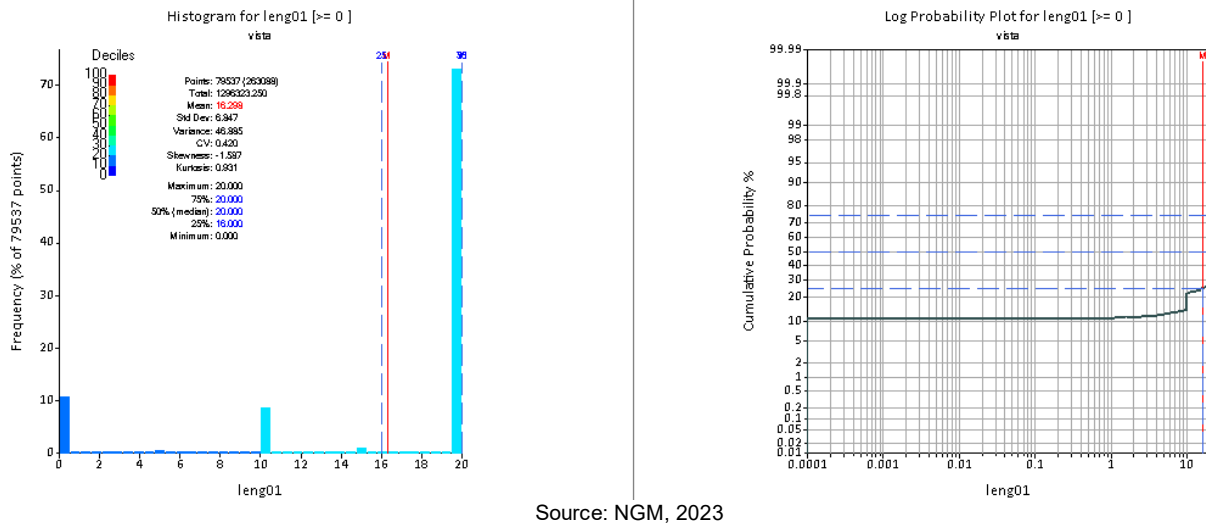 Histogram for leng01 [>= 0 ]
vista
Deciles
100
90
80
70
60
50
40
30
20
10
0
Points: 79537 (263089)
Total: 1296323.250
Mean: 16.298
Std Dev: 6.847
Variance: 46.885
CV: 0.420
Skewness: -1.587
Kurtosis: 0.931
Maximum: 20.000
75%: 20.000
50% (median): 20.000
25%: 16.000
Minimum: 0.000
Frequency (% of 79537 points)
70
60
50
40
30
20
10
0
0 2 4 6 8 10 12 14 16 18 20
leng01
Log Probability Plot for leng01 [>= 0 ]
vista
Cumulative Probability %
99.99
99.9
99.8
99
98
95
90
80
70
60
50
40
30
20
10
5
2
1
0.5
0.2
0.1
0.05
0.02
0.01
0.0001 0.001 0.01 0.1 1 10
leng01
Source: NGM, 2023